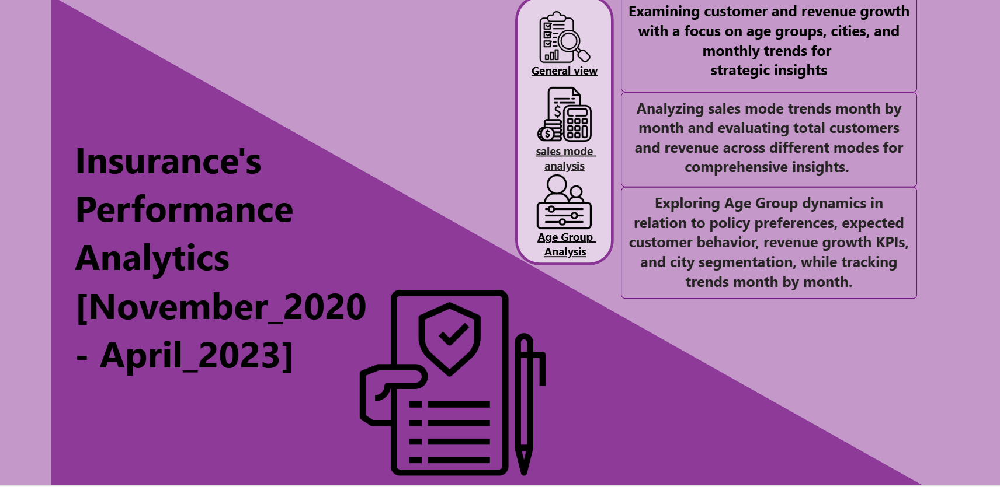 Insurance's
Performance
Analytics
[November_2020
- April_2023]
General view
sales mode
analysis
Age Group
Analysis
Examining customer and revenue growth
with a focus on age groups, cities, and
monthly trends for
strategic insights
Analyzing sales mode trends month by
month and evaluating total customers
and revenue across different modes for
comprehensive insights.
Exploring Age Group dynamics in
relation to policy preferences, expected
customer behavior, revenue growth KPIs,
and city segmentation, while tracking
trends month by month.